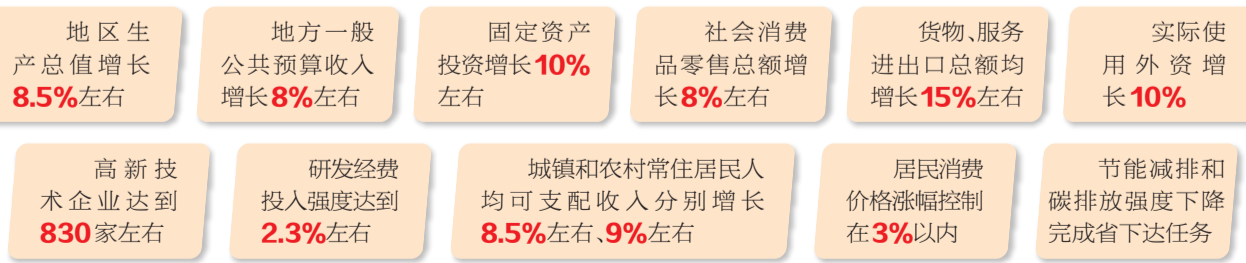 地区生
产总值增长
8.5%左右
地方一般
公共预算收入
增长8%左右
固定资产
投资增长10%
左右
社会消费
品零售总额增
长8%左右
货物、服务
进出口总额均
增长15%左右
实际使
用外资增
长10%
高新技
术企业达到
830家左右
研发经费
投入强度达到
2.3%左右
城镇和农村常住居民人
均可支配收入分别增长
8.5%左右、9%左右
居民消费
价格涨幅控制
在3%以内
节能减排和
碳排放强度下降
完成省下达任务